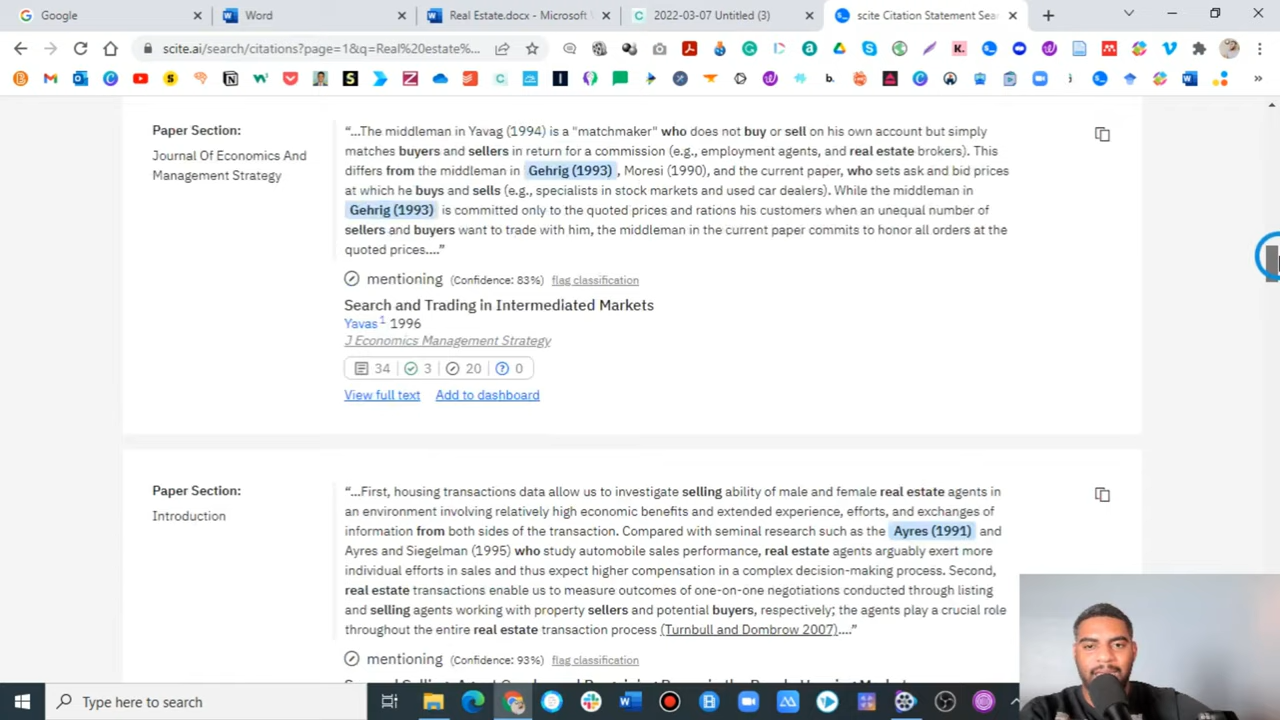 Google
Word
Real Estate.docx - Microsoft
2022-03-07 Untitled (3)
scite Citation Statement Sea
scite.ai/search/citations?page=1&q=Real%20estate%...
Paper Section:
Journal Of Economics And
Management Strategy
“...The middleman in Yavag (1994) is a "matchmaker" who does not buy or sell on his own account but simply
matches buyers and sellers in return for a commission (e.g., employment agents, and real estate brokers). This
differs from the middleman in Gehrig (1993) , Moresi (1990), and the current paper, who sets ask and bid prices
at which he buys and sells (e.g., specialists in stock markets and used car dealers). While the middleman in
Gehrig (1993) is committed only to the quoted prices and rations his customers when an unequal number of
sellers and buyers want to trade with him, the middleman in the current paper commits to honor all orders at the
quoted prices....”
mentioning (Confidence: 83%) flag classification
Search and Trading in Intermediated Markets
Yavas 1 1996
J Economics Management Strategy
34 3 20 0
View full text Add to dashboard
Paper Section:
Introduction
“...First, housing transactions data allow us to investigate selling ability of male and female real estate agents in
an environment involving relatively high economic benefits and extended experience, efforts, and exchanges of
information from both sides of the transaction. Compared with seminal research such as the Ayres (1991) and
Ayres and Siegelman (1995) who study automobile sales performance, real estate agents arguably exert more
individual efforts in sales and thus expect higher compensation in a complex decision-making process. Second,
real estate transactions enable us to measure outcomes of one-on-one negotiations conducted through listing
and selling agents working with property sellers and potential buyers, respectively; the agents play a crucial role
throughout the entire real estate transaction process (Turnbull and Dombrow 2007)....”
mentioning (Confidence: 93%) flag classification
Type here to search